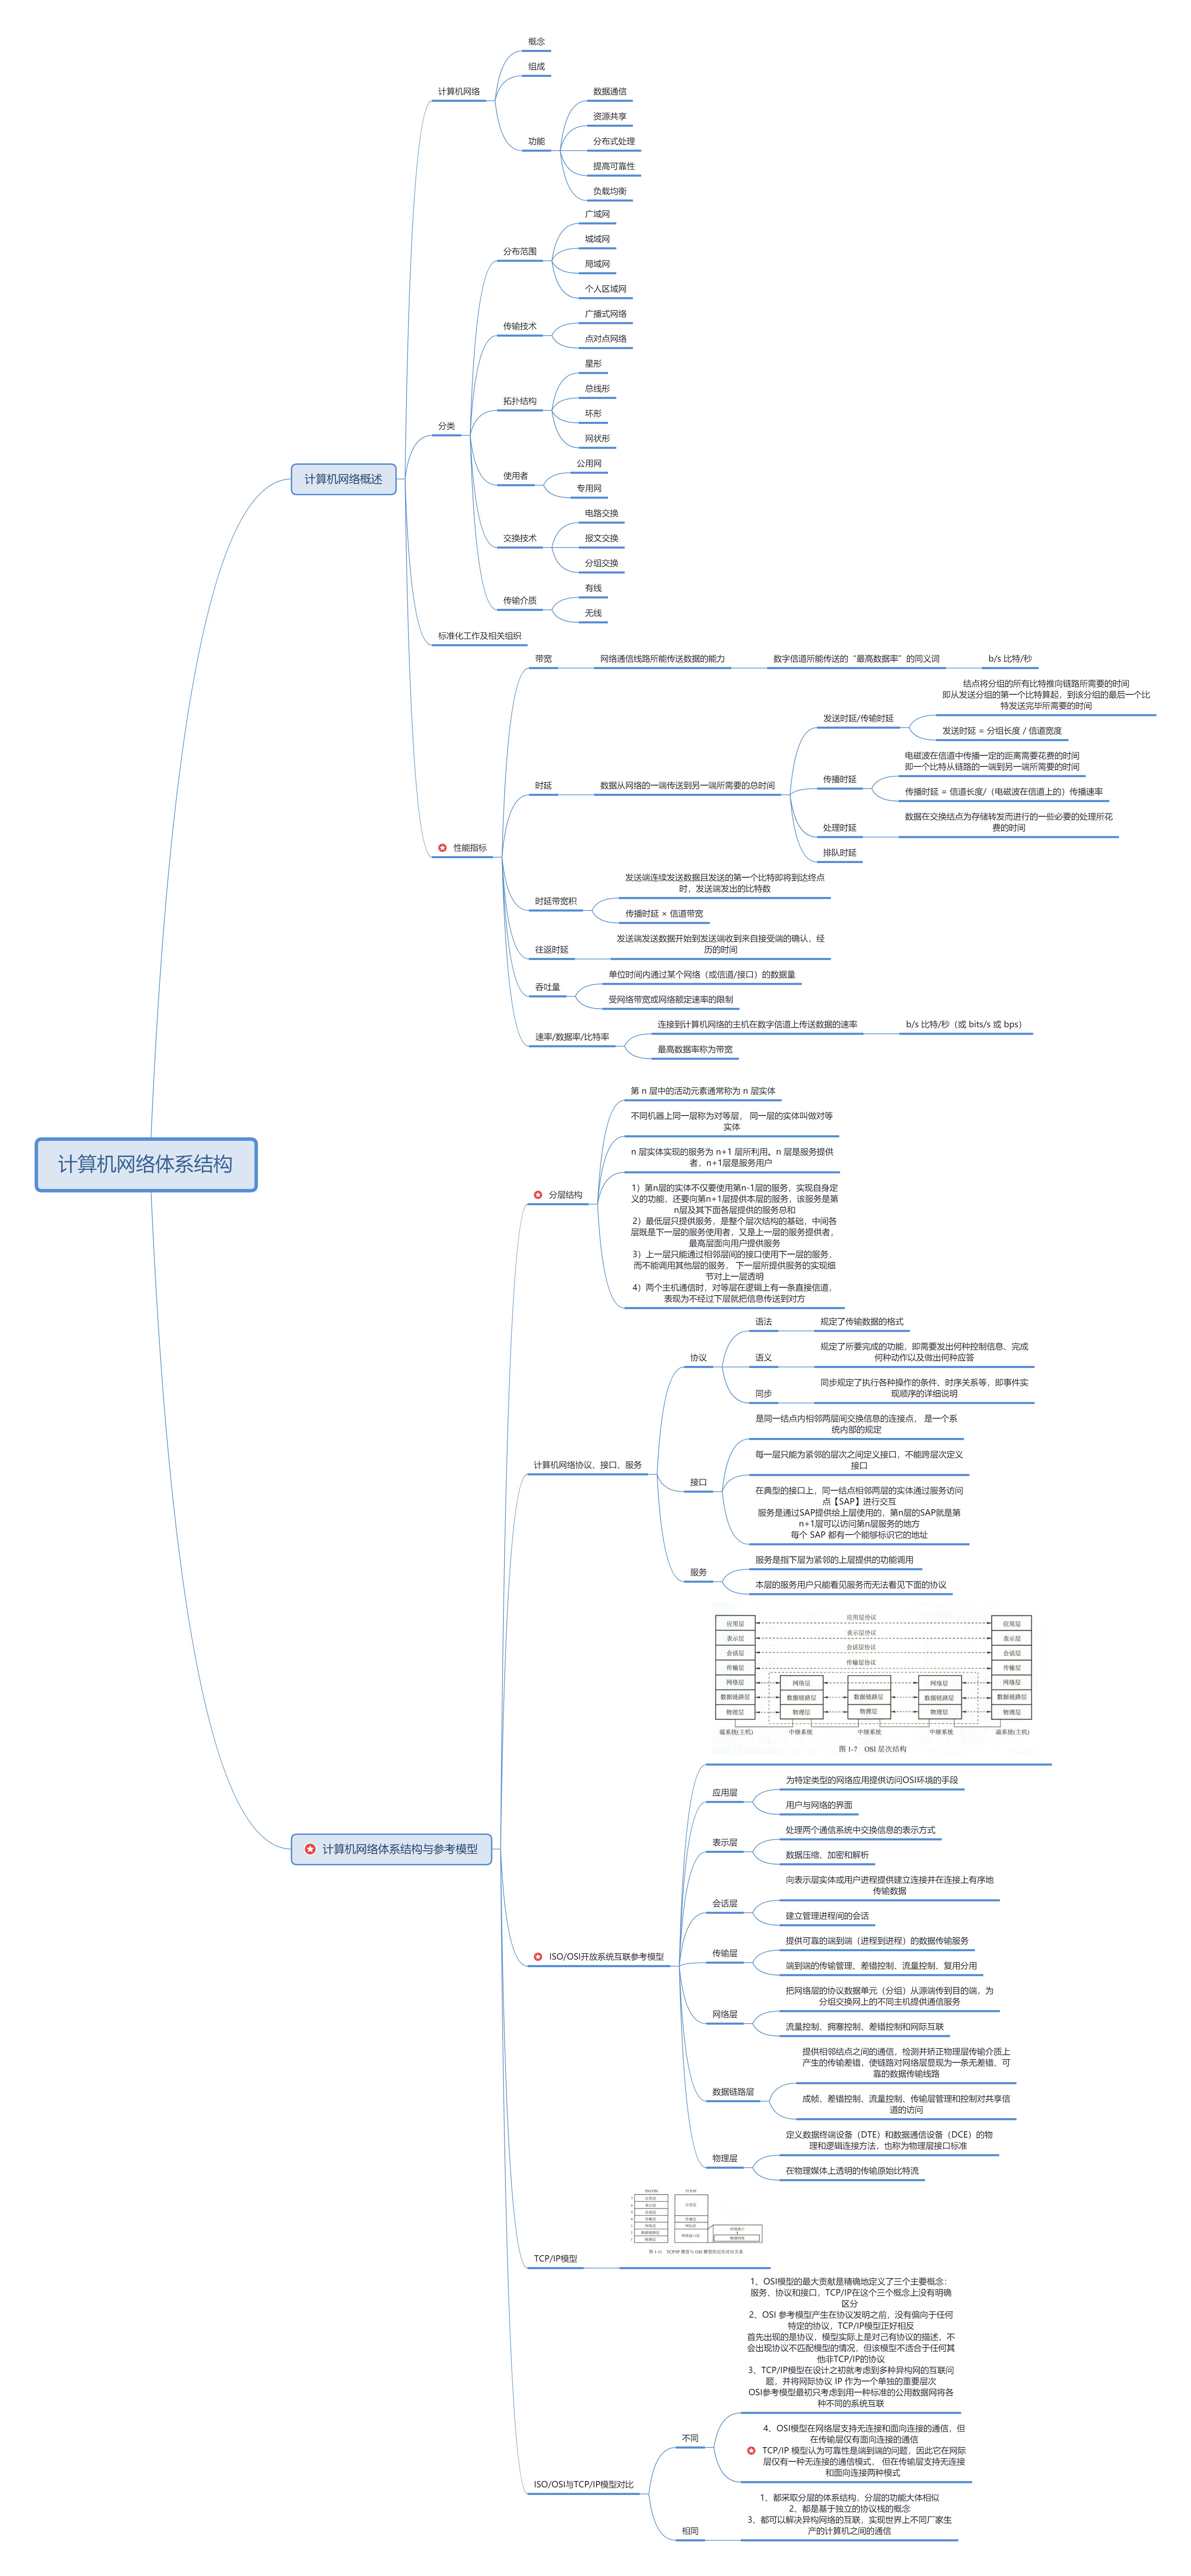 概念
组成
计算机网络
数据通信
资源共享
功能
分布式处理
提高可靠性
负载均衡
广域网
分布范围
城域网
局域网
个人区域网
传输技术
广播式网络
点对点网络
星形
拓扑结构
总线形
环形
网状形
分类
计算机网络概述
使用者
公用网
专用网
电路交换
交换技术
报文交换
分组交换
传输介质
有线
无线
标准化工作及相关组织
带宽
网络通信线路所能传送数据的能力
数字信道所能传送的“最高数据率”的同义词
b/s 比特/秒
发送时延/传输时延
结点将分组的所有比特推向链路所需要的时间
即从发送分组的第一个比特算起，到该分组的最后一个比
特发送完毕所需要的时间
发送时延 = 分组长度 / 信道宽度
时延
数据从网络的一端传送到另一端所需要的总时间
传播时延
电磁波在信道中传播一定的距离需要花费的时间
即一个比特从链路的一端到另一端所需要的时间
传播时延 = 信道长度/（电磁波在信道上的）传播速率
处理时延
数据在交换结点为存储转发而进行的一些必要的处理所花
费的时间
排队时延
性能指标
时延带宽积
发送端连续发送数据且发送的第一个比特即将到达终点
时，发送端发出的比特数
传播时延 × 信道带宽
往返时延
发送端发送数据开始到发送端收到来自接受端的确认，经
历的时间
吞吐量
单位时间内通过某个网络（或信道/接口）的数据量
受网络带宽或网络额定速率的限制
速率/数据率/比特率
连接到计算机网络的主机在数字信道上传送数据的速率
b/s 比特/秒（或 bits/s 或 bps）
最高数据率称为带宽
计算机网络体系结构
第 n 层中的活动元素通常称为 n 层实体
不同机器上同一层称为对等层， 同一层的实体叫做对等
实体
n 层实体实现的服务为 n+1 层所利用。n 层是服务提供
者，n+1层是服务用户
分层结构
1）第n层的实体不仅要使用第n-1层的服务，实现自身定
义的功能，还要向第n+1层提供本层的服务，该服务是第
n层及其下面各层提供的服务总和
2）最低层只提供服务，是整个层次结构的基础，中间各
层既是下一层的服务使用者，又是上一层的服务提供者，
最高层面向用户提供服务
3）上一层只能通过相邻层间的接口使用下一层的服务，
而不能调用其他层的服务， 下一层所提供服务的实现细
节对上一层透明
4）两个主机通信时，对等层在逻辑上有一条直接信道，
表现为不经过下层就把信息传送到对方
协议
语法
规定了传输数据的格式
语义
规定了所要完成的功能，即需要发出何种控制信息、完成
何种动作以及做出何种应答
同步
同步规定了执行各种操作的条件、时序关系等，即事件实
现顺序的详细说明
计算机网络协议、接口、服务
接口
是同一结点内相邻两层间交换信息的连接点， 是一个系
统内部的规定
每一层只能为紧邻的层次之间定义接口，不能跨层次定义
接口
在典型的接口上，同一结点相邻两层的实体通过服务访问
点【SAP】进行交互
服务是通过SAP提供给上层使用的，第n层的SAP就是第
n+1层可以访问第n层服务的地方
每个 SAP 都有一个能够标识它的地址
服务
服务是指下层为紧邻的上层提供的功能调用
本层的服务用户只能看见服务而无法看见下面的协议
应用层 应用层协议 应用层
表示层 表示层协议 表示层
会话层 会话层协议 会话层
传输层 传输层协议 传输层
网络层 网络层 网络层 网络层
数据链路层 数据链路层 数据链路层 数据链路层 数据链路层
物理层 物理层 物理层 物理层 物理层
端系统(主机) 中继系统 中继系统 中继系统 端系统(主机)
图 1-7 OSI 层次结构
计算机网络体系结构与参考模型
ISO/OSI开放系统互联参考模型
应用层
为特定类型的网络应用提供访问OSI环境的手段
用户与网络的界面
表示层
处理两个通信系统中交换信息的表示方式
数据压缩、加密和解析
会话层
向表示层实体或用户进程提供建立连接并在连接上有序地
传输数据
建立管理进程间的会话
传输层
提供可靠的端到端（进程到进程）的数据传输服务
端到端的传输管理、差错控制、流量控制、复用分用
网络层
把网络层的协议数据单元（分组）从源端传到目的端，为
分组交换网上的不同主机提供通信服务
流量控制、拥塞控制、差错控制和网际互联
数据链路层
提供相邻结点之间的通信，检测并矫正物理层传输介质上
产生的传输差错，使链路对网络层显现为一条无差错、可
靠的数据传输线路
成帧、差错控制、流量控制、传输层管理和控制对共享信
道的访问
物理层
定义数据终端设备（DTE）和数据通信设备（DCE）的物
理和逻辑连接方法，也称为物理层接口标准
在物理媒体上透明的传输原始比特流
TCP/IP模型
ISO/OSI TCP/IP
7 应用层 应用层
6 表示层
5 会话层
4 传输层 传输层
3 网络层 网际层
2 数据链路层 网络接口层
1 物理层
图 1-11 TCP/IP 模型与 OSI 模型的层次对应关系
ISO/OSI与TCP/IP模型对比
不同
1、OSI模型的最大贡献是精确地定义了三个主要概念：
服务、协议和接口，TCP/IP在这个三个概念上没有明确
区分
2、OSI 参考模型产生在协议发明之前，没有偏向于任何
特定的协议，TCP/IP模型正好相反
首先出现的是协议，模型实际上是对己有协议的描述，不
会出现协议不匹配模型的情况，但该模型不适合于任何其
他非TCP/IP的协议
3、TCP/IP模型在设计之初就考虑到多种异构网的互联问
题，并将网际协议 IP 作为一个单独的重要层次
OSI参考模型最初只考虑到用一种标准的公用数据网将各
种不同的系统互联
4、OSI模型在网络层支持无连接和面向连接的通信，但
在传输层仅有面向连接的通信
TCP/IP 模型认为可靠性是端到端的问题，因此它在网际
层仅有一种无连接的通信模式， 但在传输层支持无连接
和面向连接两种模式
相同
1、都采取分层的体系结构，分层的功能大体相似
2、都是基于独立的协议栈的概念
3、都可以解决异构网络的互联，实现世界上不同厂家生
产的计算机之间的通信